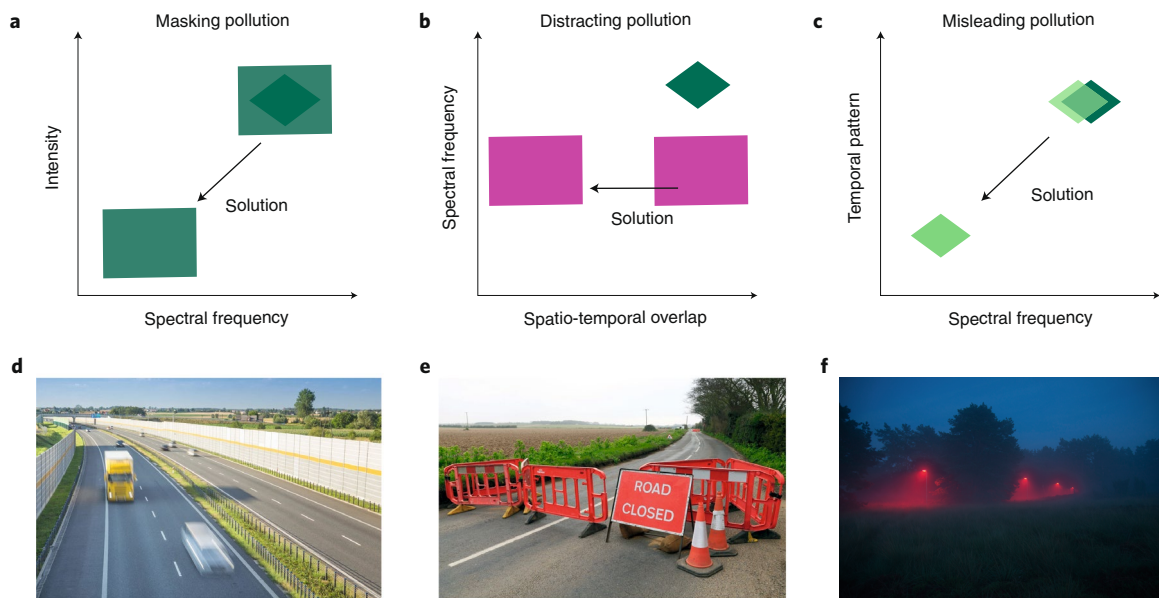 a
Masking pollution
Intensity
Solution
Spectral frequency
b
Distracting pollution
Spectral frequency
Solution
Spatio-temporal overlap
c
Misleading pollution
Temporal pattern
Solution
Spectral frequency
d
e
ROAD
CLOSED
f